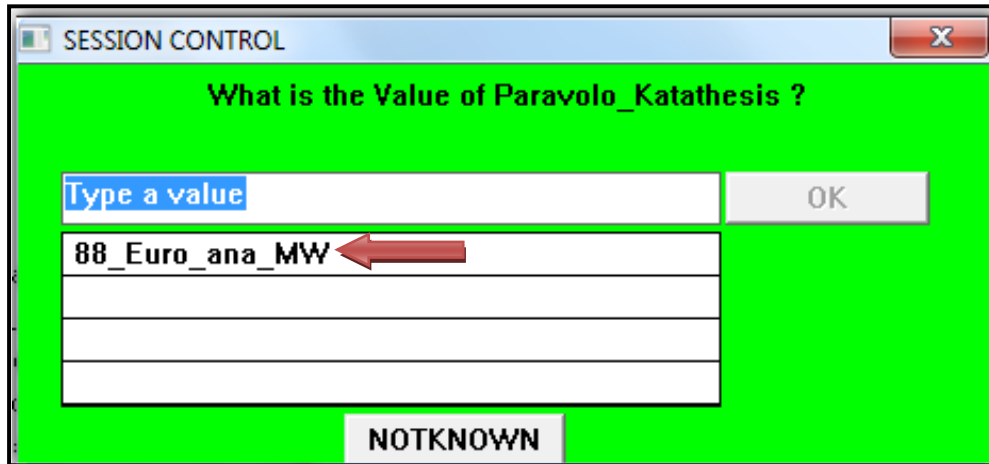 SESSION CONTROL
What is the Value of Paravolo_Katathesis ?
Type a value
OK
88_Euro_ana_MW
NOTKNOWN